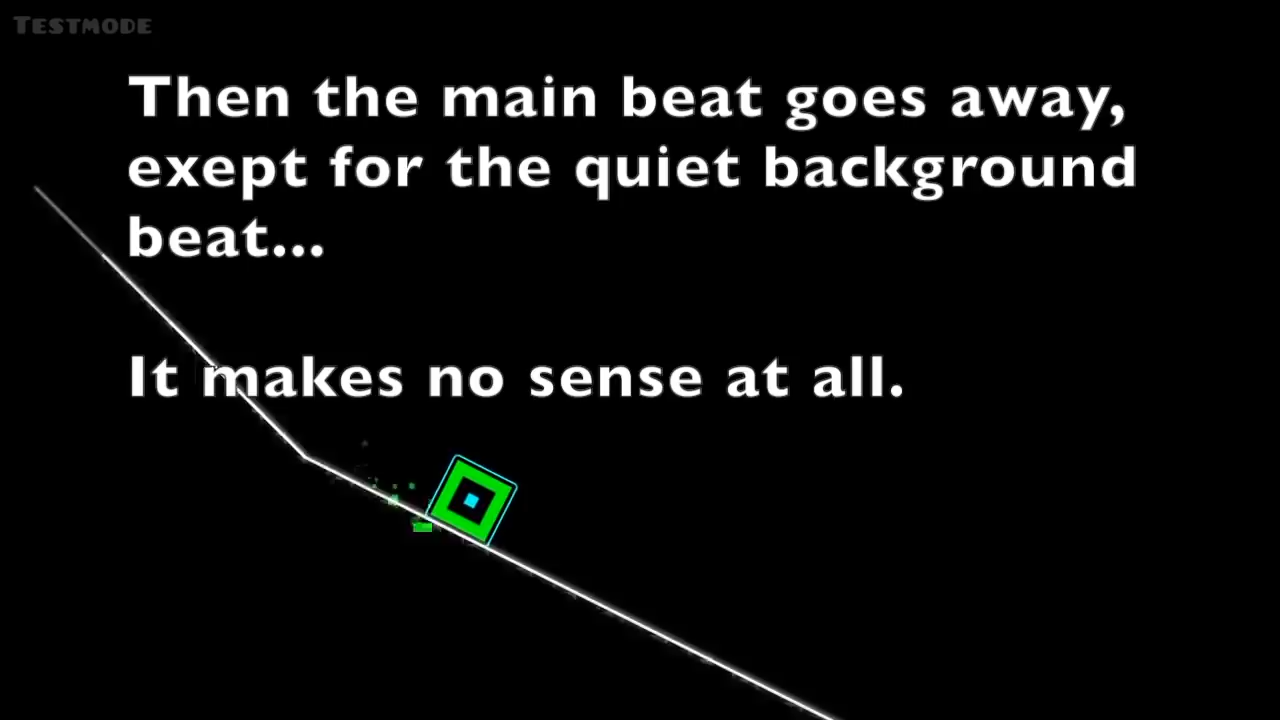 Testmode
Then the main beat goes away,
exept for the quiet background
beat...
It makes no sense at all.